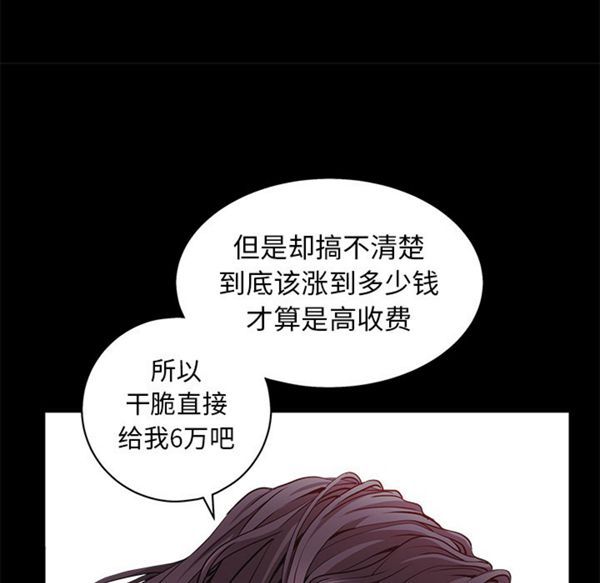 但是却搞不清楚
到底该涨到多少钱
才算是高收费
所以
干脆直接
给我6万吧